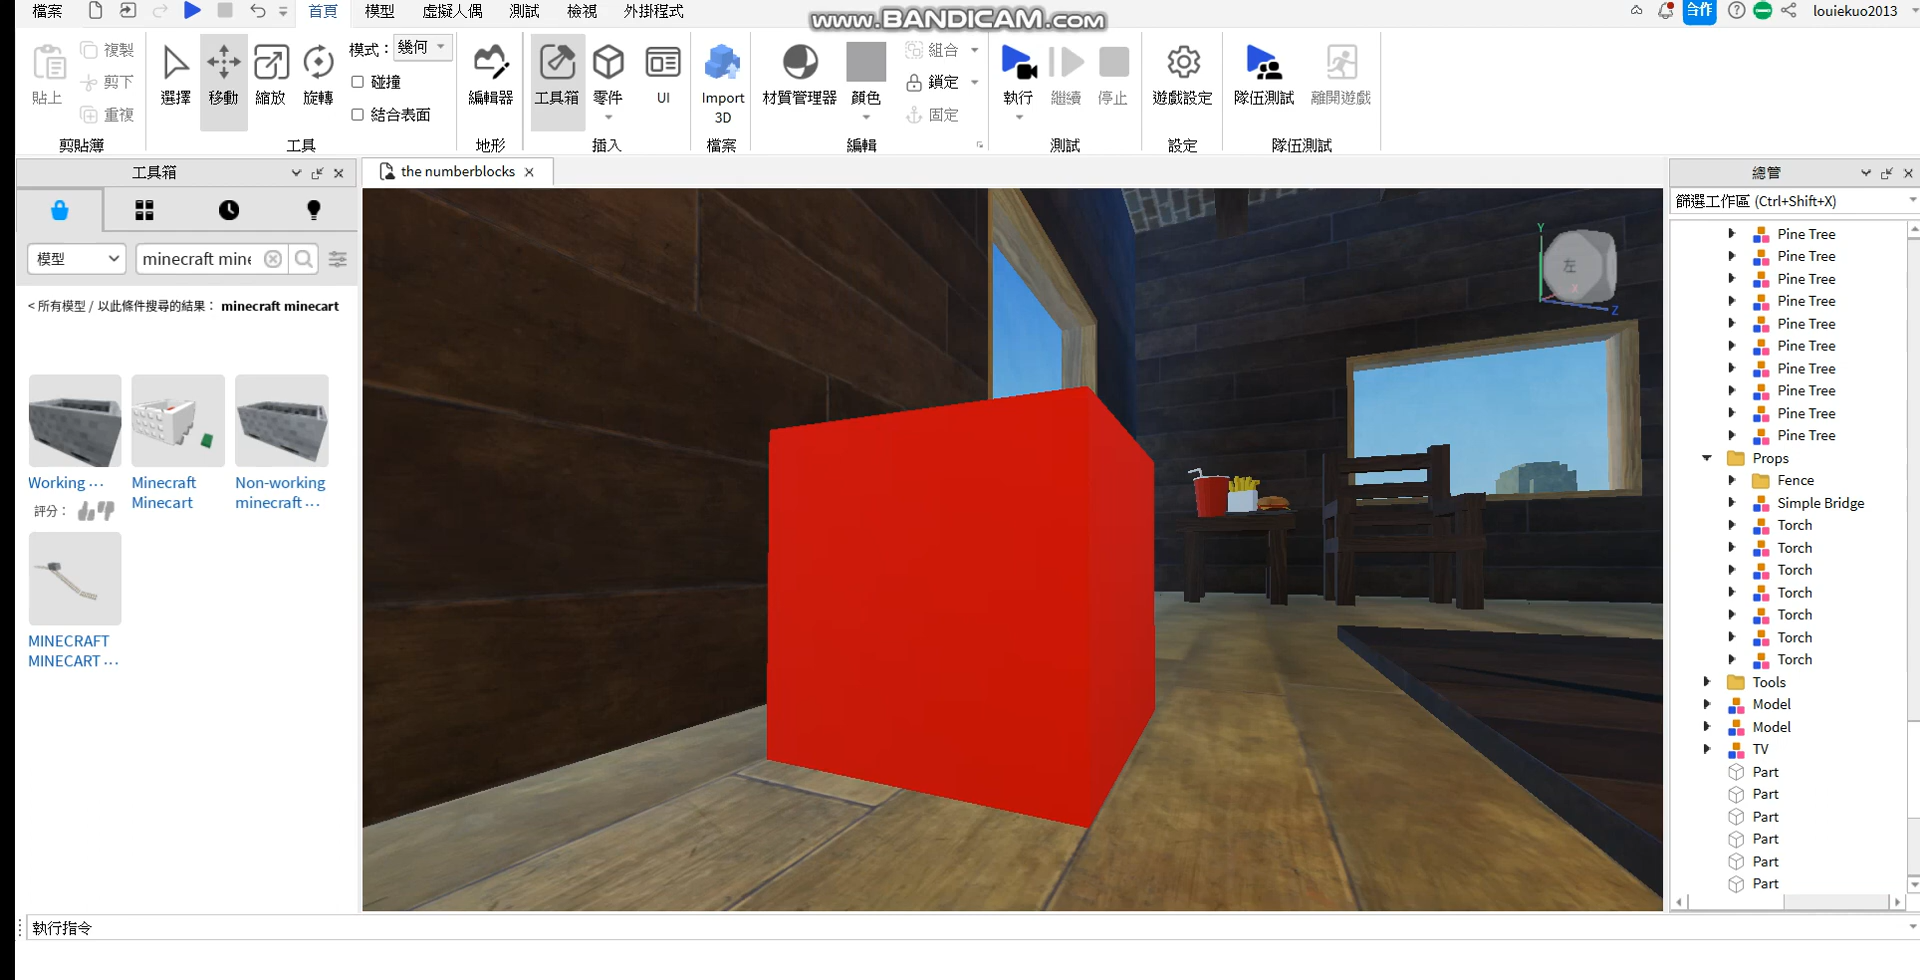 檔案 首頁 模型 虛擬人偶 測試 檢視 外掛程式 www.BANDICAM.com 合作 louiekuo2013
貼上 複製 剪下 重複 剪貼簿
選擇 移動 縮放 旋轉 模式： 幾何 碰撞 結合表面 工具
編輯器 地形
工具箱 零件 UI 插入
Import 3D 檔案
材質管理器 顏色 組合 鎖定 固定 編輯
執行 繼續 停止 測試
遊戲設定 設定
隊伍測試 離開遊戲 隊伍測試
工具箱
模型 minecraft mine
< 所有模型 / 以此條件搜尋的結果： minecraft minecart
Working ...
評分：
Minecraft
Minecart
Non-working
minecraft ...
MINECRAFT
MINECART ...
the numberblocks
Y
左
X
Z
總管
篩選工作區 (Ctrl+Shift+X)
Pine Tree
Pine Tree
Pine Tree
Pine Tree
Pine Tree
Pine Tree
Pine Tree
Pine Tree
Pine Tree
Pine Tree
Props
Fence
Simple Bridge
Torch
Torch
Torch
Torch
Torch
Torch
Torch
Tools
Model
Model
TV
Part
Part
Part
Part
Part
Part
執行指令